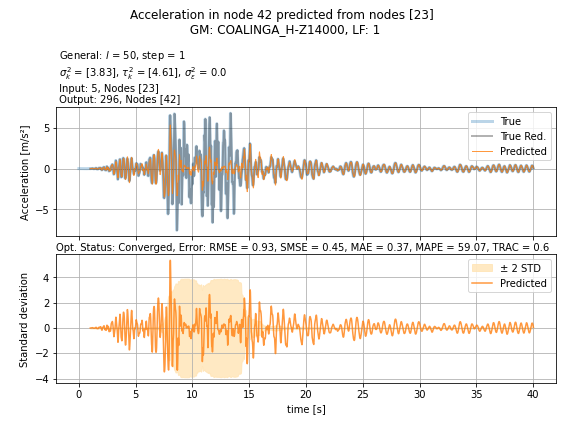 Acceleration in node 42 predicted from nodes [23]
GM: COALINGA_H-Z14000, LF: 1
General: l = 50, step = 1
σ²ₖ = [3.83], τ²ₖ = [4.61], σ²ε = 0.0
Input: 5, Nodes [23]
Output: 296, Nodes [42]
Acceleration [m/s²]
5
0
−5
True
True Red.
Predicted
Opt. Status: Converged, Error: RMSE = 0.93, SMSE = 0.45, MAE = 0.37, MAPE = 59.07, TRAC = 0.6
Standard deviation
4
2
0
−2
−4
± 2 STD
Predicted
0 5 10 15 20 25 30 35 40
time [s]